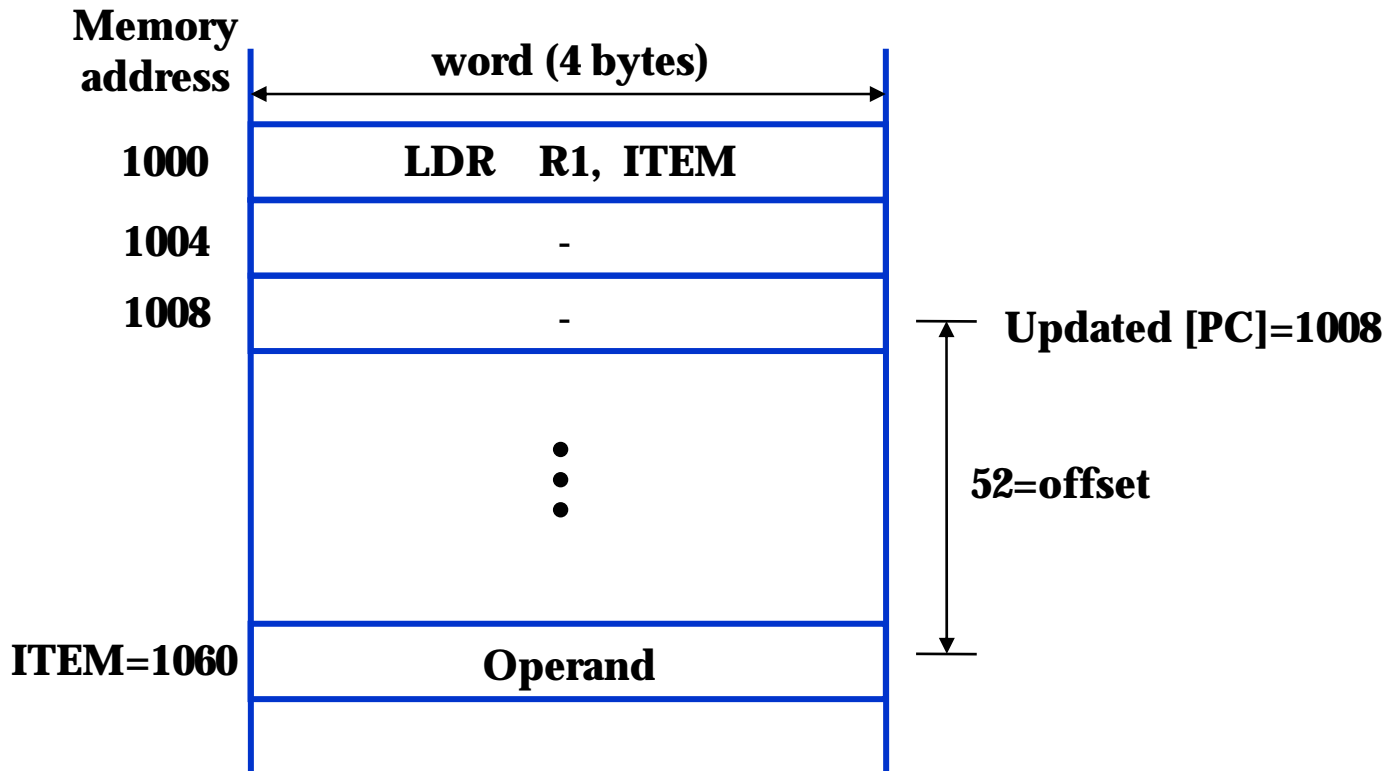 Memory
address
word (4 bytes)
1000
LDR R1, ITEM
1004
-
1008
-
Updated [PC]=1008
52=offset
ITEM=1060
Operand